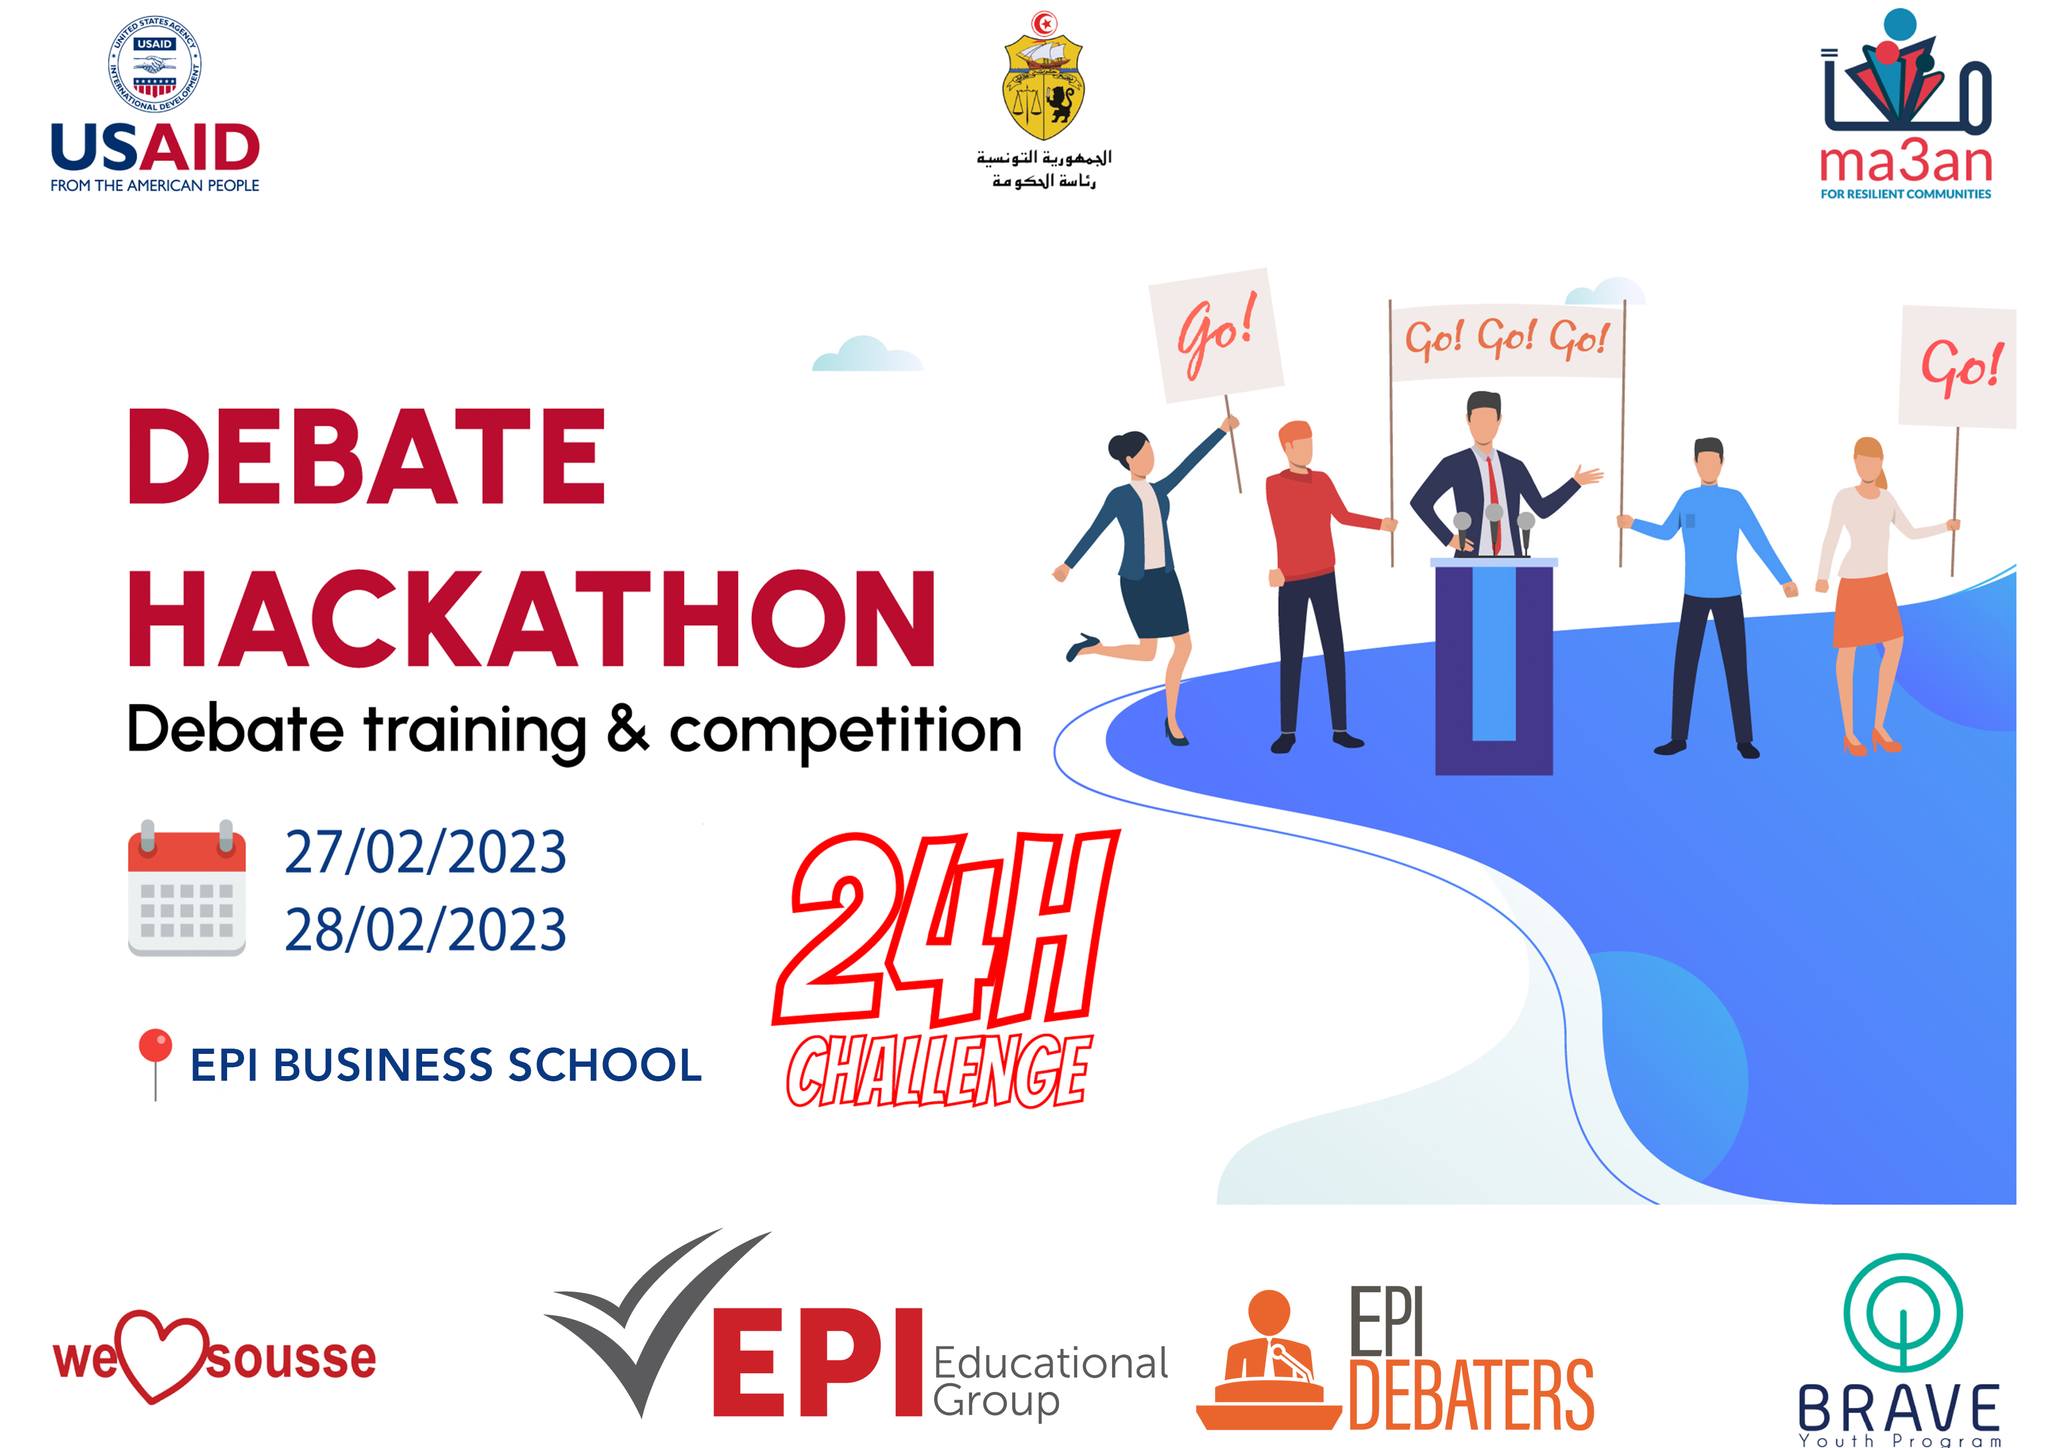 UNITED STATES AGENCY
USAID
INTERNATIONAL DEVELOPMENT
USAID
FROM THE AMERICAN PEOPLE
الجمهورية التونسية
رئاسة الحكومة
معاً
ma3an
FOR RESILIENT COMMUNITIES
Go!
Go! Go! Go!
Go!
DEBATE
HACKATHON
Debate training & competition
27/02/2023
28/02/2023
24H
CHALLENGE
EPI BUSINESS SCHOOL
we sousse
EPI Educational
Group
EPI
DEBATERS
BRAVE
Youth Program